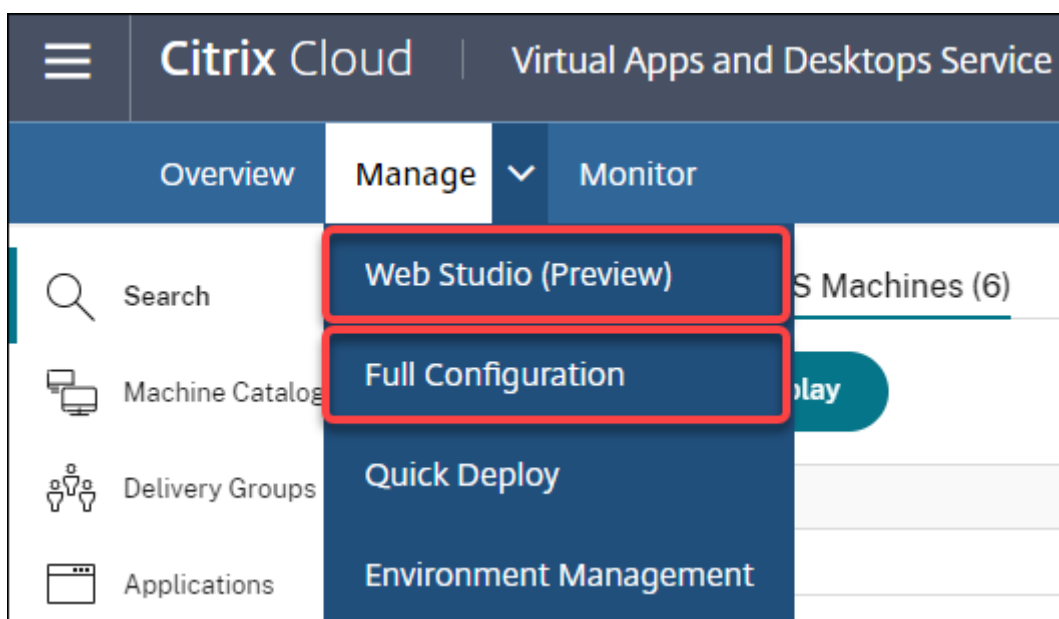 Citrix Cloud Virtual Apps and Desktops Service
Overview Manage Monitor
Search
Machine Catalog
Delivery Groups
Applications
Web Studio (Preview)
Full Configuration
Quick Deploy
Environment Management
S Machines (6)
play